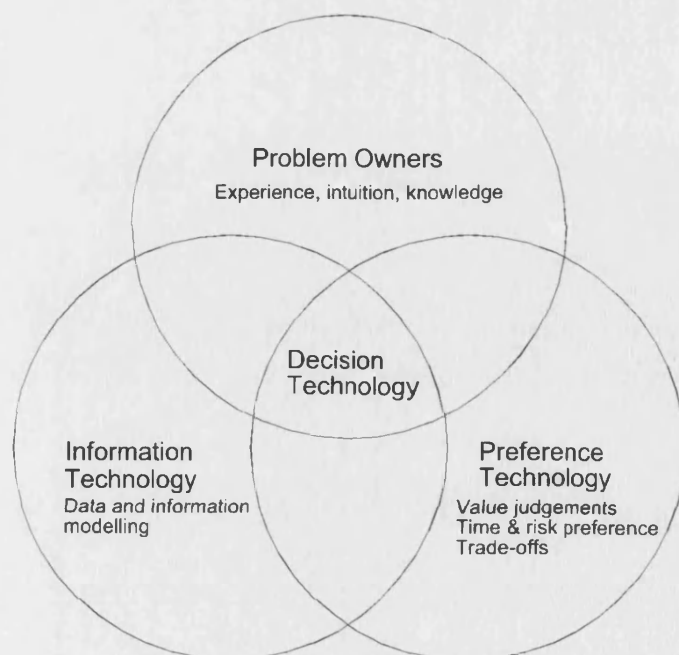 Problem Owners
Experience, intuition, knowledge
Decision
Technology
Information
Technology
Data and information
modelling
Preference
Technology
Value judgements
Time & risk preference
Trade-offs